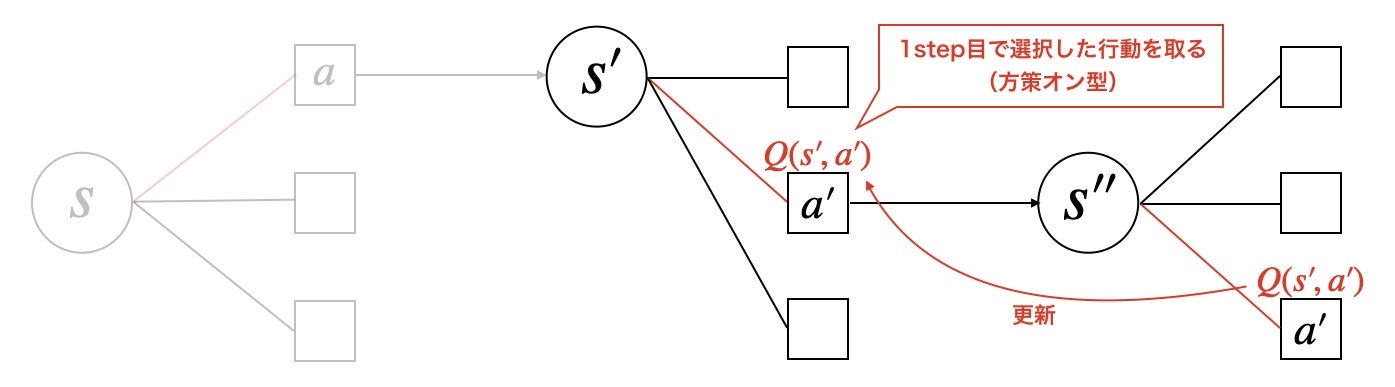 s
a
s′
1step目で選択した行動を取る
（方策オン型）
Q(s′, a′)
a′
s′′
更新
Q(s′, a′)
a′